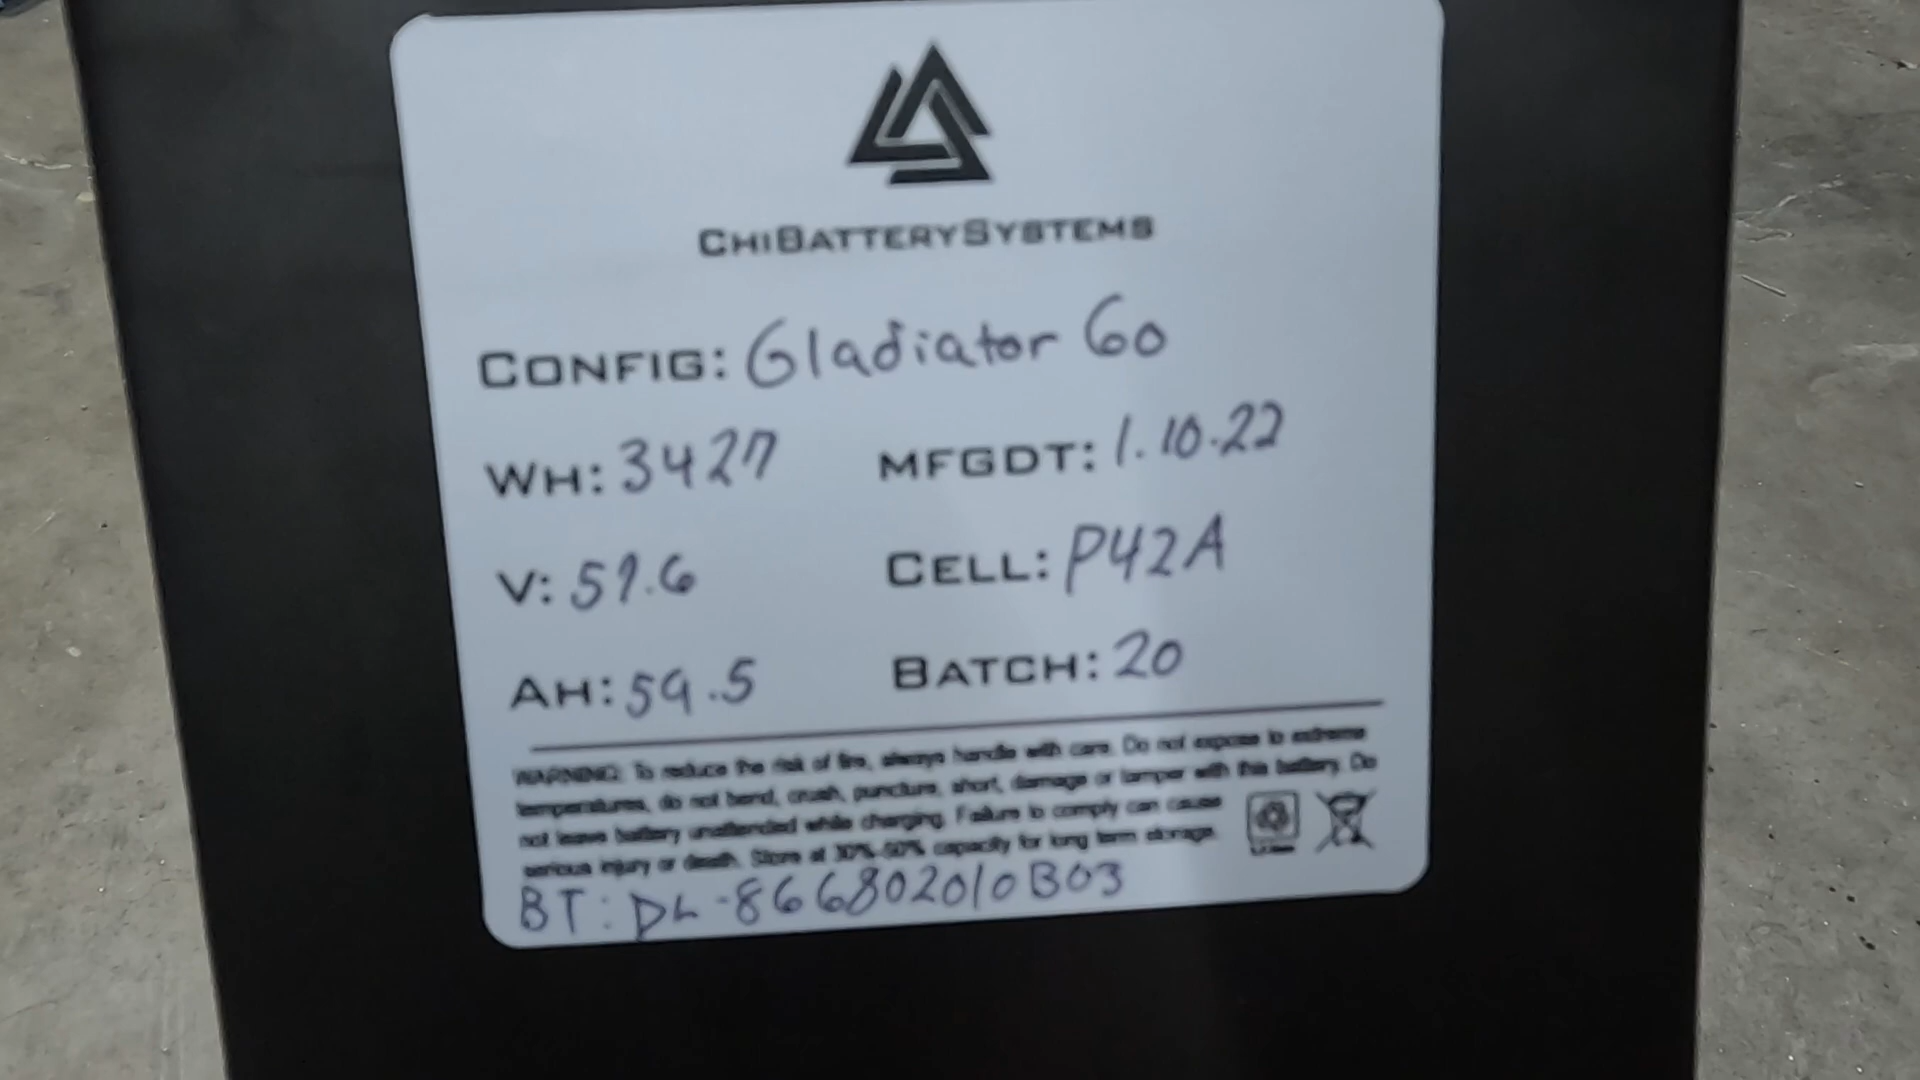 CHIBATTERYSYSTEMS
CONFIG: Gladiator 60
WH: 3427 MFGDT: 1.10.22
V: 57.6 CELL: P42A
AH: 59.5 BATCH: 20
WARNING: To reduce the risk of fire, always handle with care. Do not expose to extreme
temperatures, do not bend, crush, puncture, short, damage or tamper with this battery. Do
not leave battery unattended while charging. Failure to comply can cause
serious injury or death. Store at 30%-50% capacity for long term storage.
BT: DL-866802010B03